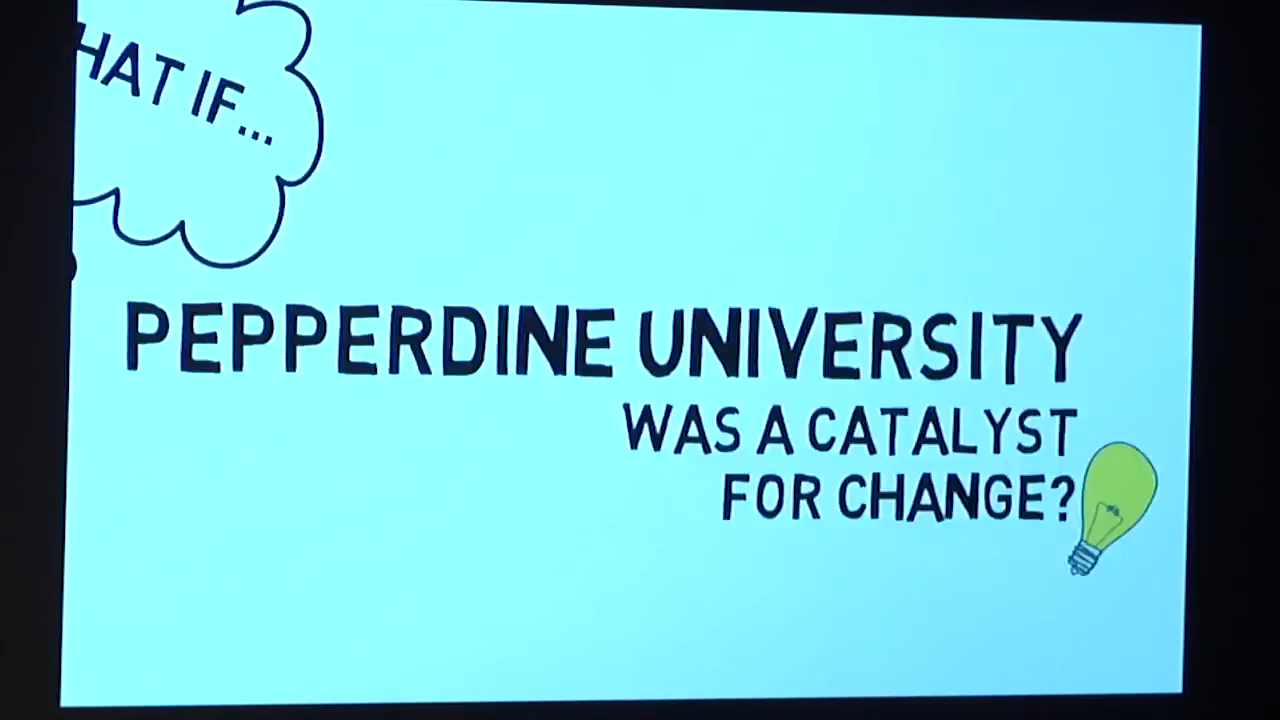 HAT IF...
PEPPERDINE UNIVERSITY
WAS A CATALYST
FOR CHANGE?